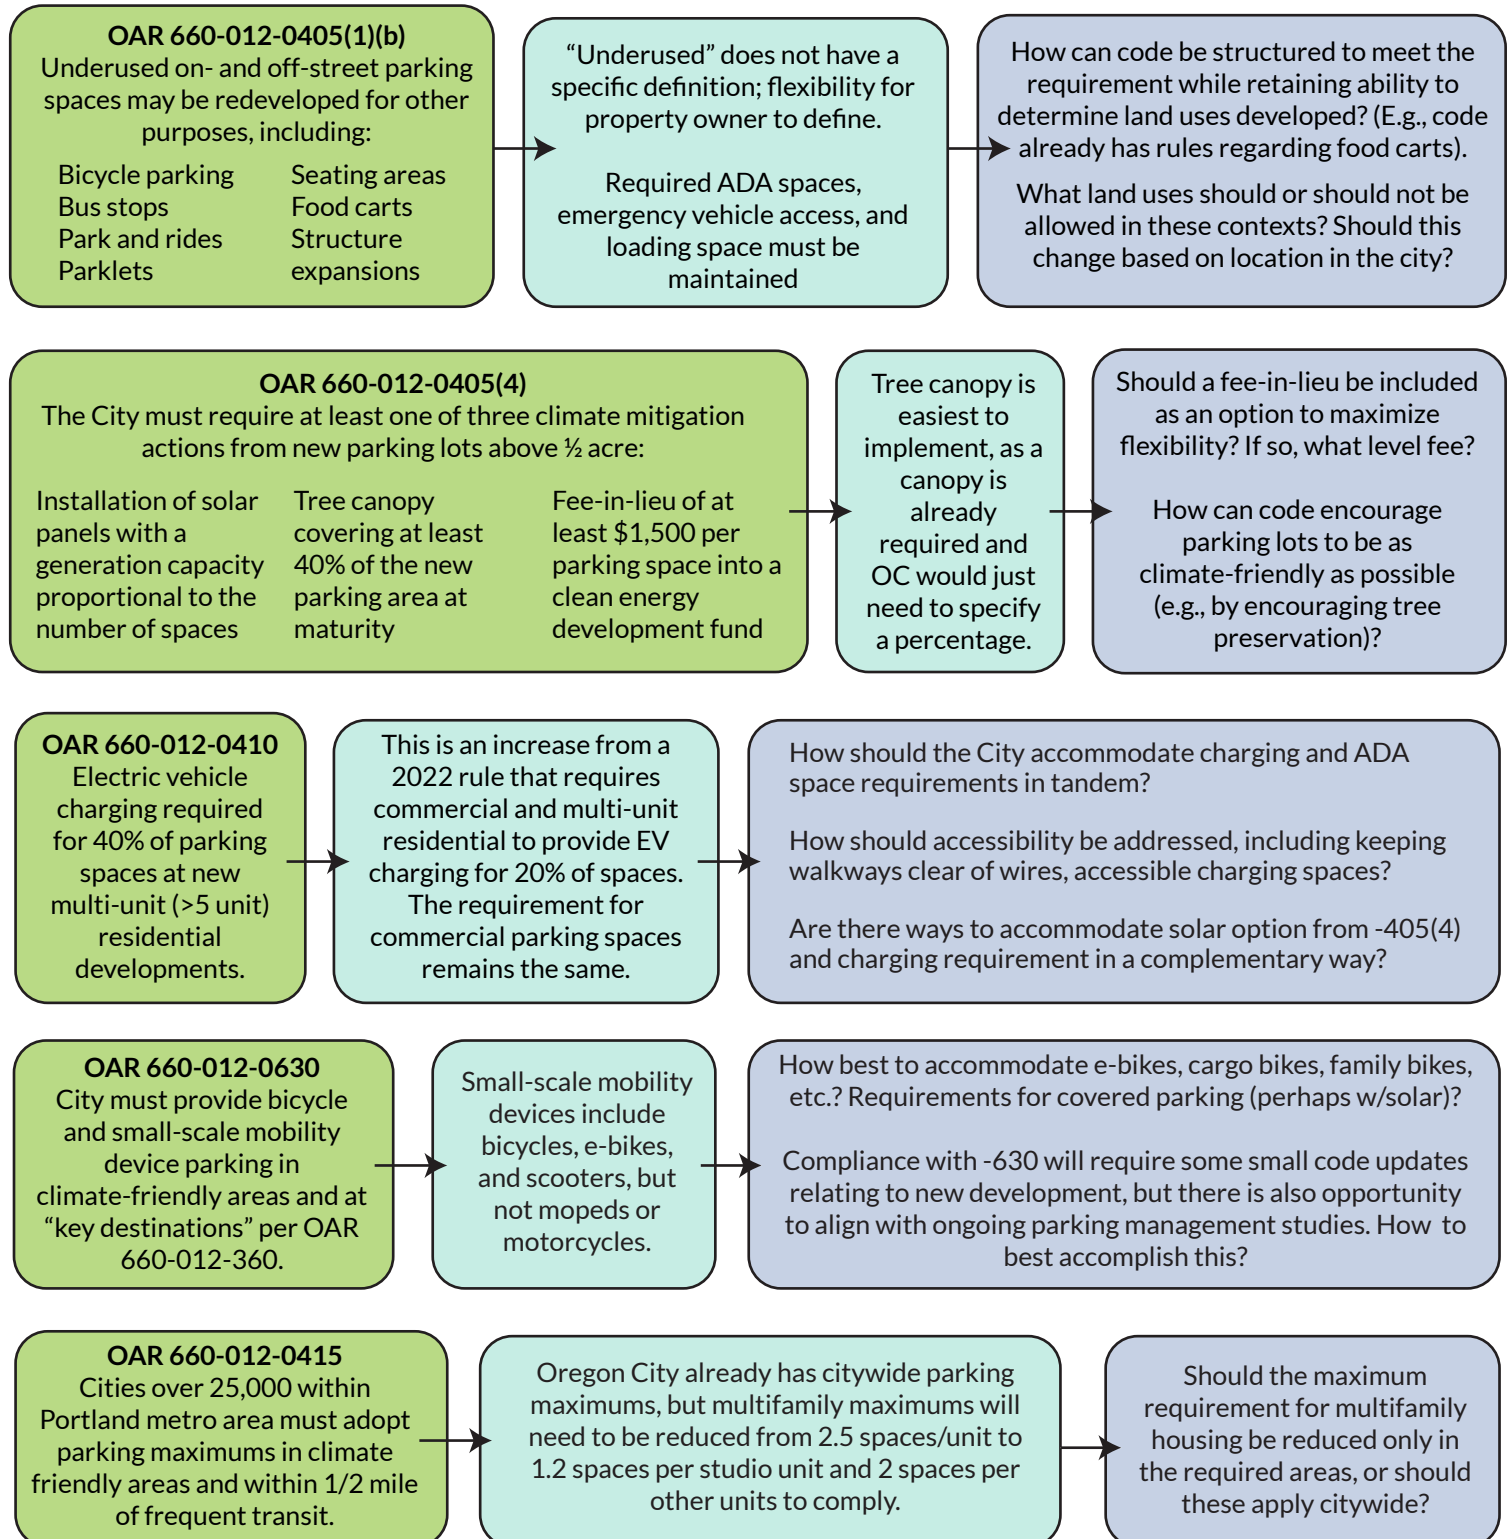 OAR 660-012-0405(1)(b)
Underused on- and off-street parking
spaces may be redeveloped for other
purposes, including:
Bicycle parking
Bus stops
Park and rides
Parklets
Seating areas
Food carts
Structure
expansions
“Underused” does not have a
specific definition; flexibility for
property owner to define.
Required ADA spaces,
emergency vehicle access, and
loading space must be
maintained
How can code be structured to meet the
requirement while retaining ability to
determine land uses developed? (E.g., code
already has rules regarding food carts).
What land uses should or should not be
allowed in these contexts? Should this
change based on location in the city?
OAR 660-012-0405(4)
The City must require at least one of three climate mitigation
actions from new parking lots above ½ acre:
Installation of solar
panels with a
generation capacity
proportional to the
number of spaces
Tree canopy
covering at least
40% of the new
parking area at
maturity
Fee-in-lieu of at
least $1,500 per
parking space into a
clean energy
development fund
Tree canopy is
easiest to
implement, as a
canopy is
already
required and
OC would just
need to specify
a percentage.
Should a fee-in-lieu be included
as an option to maximize
flexibility? If so, what level fee?
How can code encourage
parking lots to be as
climate-friendly as possible
(e.g., by encouraging tree
preservation)?
OAR 660-012-0410
Electric vehicle
charging required
for 40% of parking
spaces at new
multi-unit (>5 unit)
residential
developments.
This is an increase from a
2022 rule that requires
commercial and multi-unit
residential to provide EV
charging for 20% of spaces.
The requirement for
commercial parking spaces
remains the same.
How should the City accommodate charging and ADA
space requirements in tandem?
How should accessibility be addressed, including keeping
walkways clear of wires, accessible charging spaces?
Are there ways to accommodate solar option from -405(4)
and charging requirement in a complementary way?
OAR 660-012-0630
City must provide bicycle
and small-scale mobility
device parking in
climate-friendly areas and at
“key destinations” per OAR
660-012-360.
Small-scale mobility
devices include
bicycles, e-bikes,
and scooters, but
not mopeds or
motorcycles.
How best to accommodate e-bikes, cargo bikes, family bikes,
etc.? Requirements for covered parking (perhaps w/solar)?
Compliance with -630 will require some small code updates
relating to new development, but there is also opportunity
to align with ongoing parking management studies. How to
best accomplish this?
OAR 660-012-0415
Cities over 25,000 within
Portland metro area must adopt
parking maximums in climate
friendly areas and within 1/2 mile
of frequent transit.
Oregon City already has citywide parking
maximums, but multifamily maximums will
need to be reduced from 2.5 spaces/unit to
1.2 spaces per studio unit and 2 spaces per
other units to comply.
Should the maximum
requirement for multifamily
housing be reduced only in
the required areas, or should
these apply citywide?